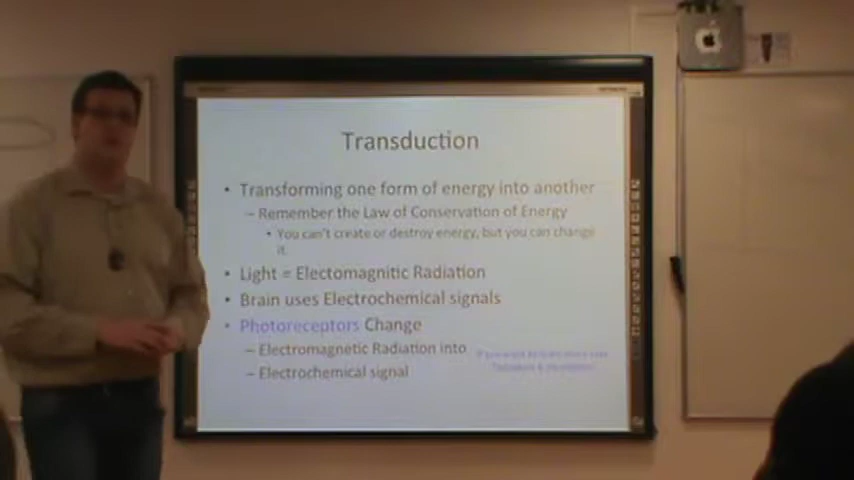 Transduction
• Transforming one form of energy into another
– Remember the Law of Conservation of Energy
• You can't create or destroy energy, but you can change
it.
• Light = Electomagnitic Radiation
• Brain uses Electrochemical signals
• Photoreceptors Change
– Electromagnetic Radiation into
– Electrochemical signal